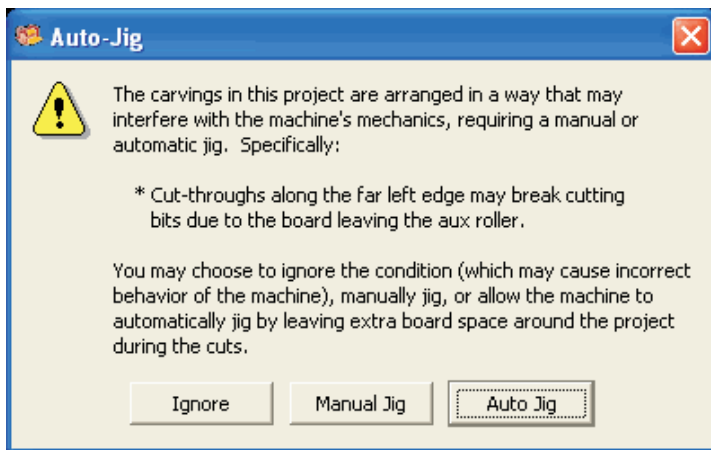 Auto-Jig
The carvings in this project are arranged in a way that may
interfere with the machine's mechanics, requiring a manual or
automatic jig.  Specifically:
* Cut-throughs along the far left edge may break cutting
bits due to the board leaving the aux roller.
You may choose to ignore the condition (which may cause incorrect
behavior of the machine), manually jig, or allow the machine to
automatically jig by leaving extra board space around the project
during the cuts.
Ignore Manual Jig Auto Jig